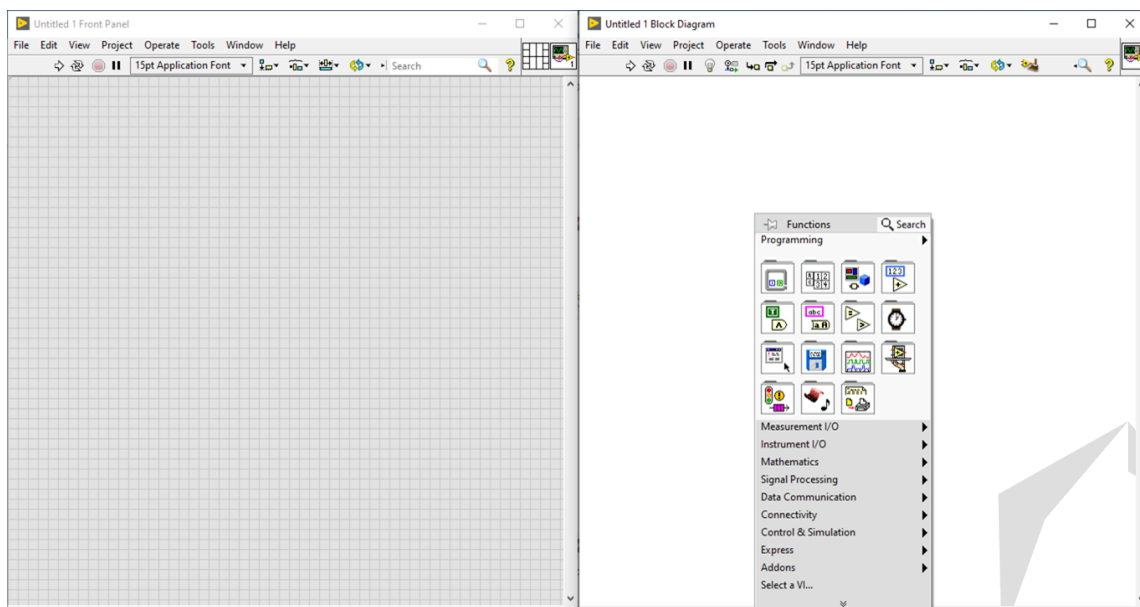 Untitled 1 Front Panel
File Edit View Project Operate Tools Window Help
15pt Application Font
Search
Untitled 1 Block Diagram
File Edit View Project Operate Tools Window Help
15pt Application Font
Functions Search
Programming
Measurement I/O
Instrument I/O
Mathematics
Signal Processing
Data Communication
Connectivity
Control & Simulation
Express
Addons
Select a VI...